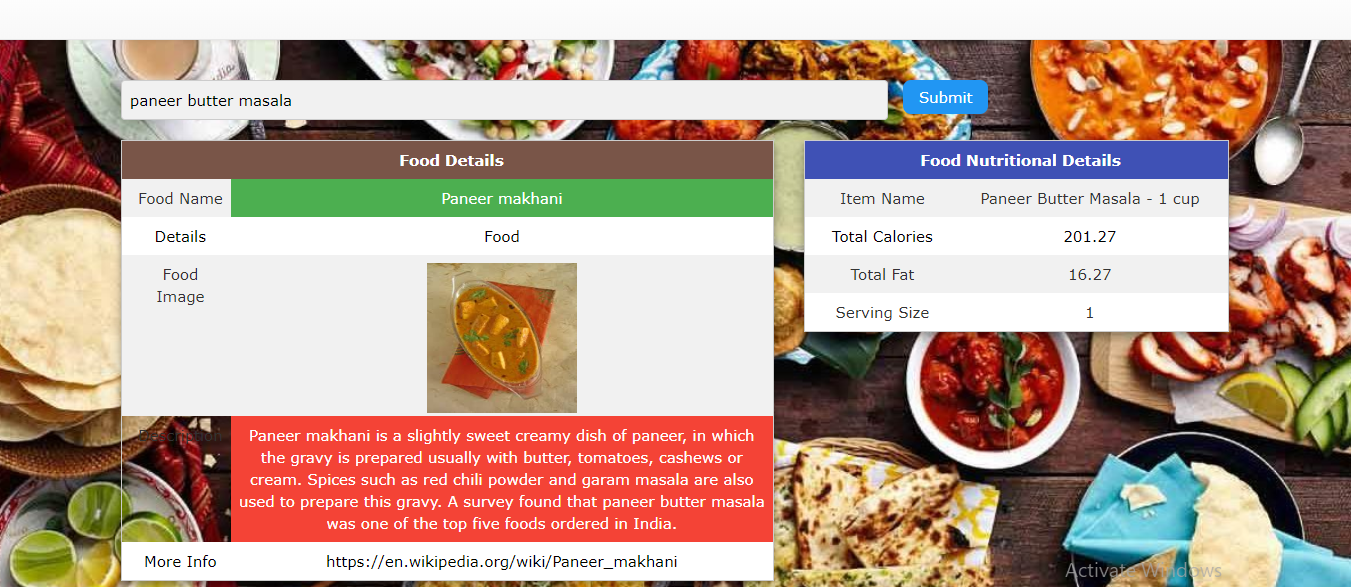 paneer butter masala
Submit
Food Details
Food Name
Paneer makhani
Details
Food
Food
Image
Description
Paneer makhani is a slightly sweet creamy dish of paneer, in which
the gravy is prepared usually with butter, tomatoes, cashews or
cream. Spices such as red chili powder and garam masala are also
used to prepare this gravy. A survey found that paneer butter masala
was one of the top five foods ordered in India.
More Info
https://en.wikipedia.org/wiki/Paneer_makhani
Food Nutritional Details
Item Name
Paneer Butter Masala - 1 cup
Total Calories
201.27
Total Fat
16.27
Serving Size
1
Activate Windows